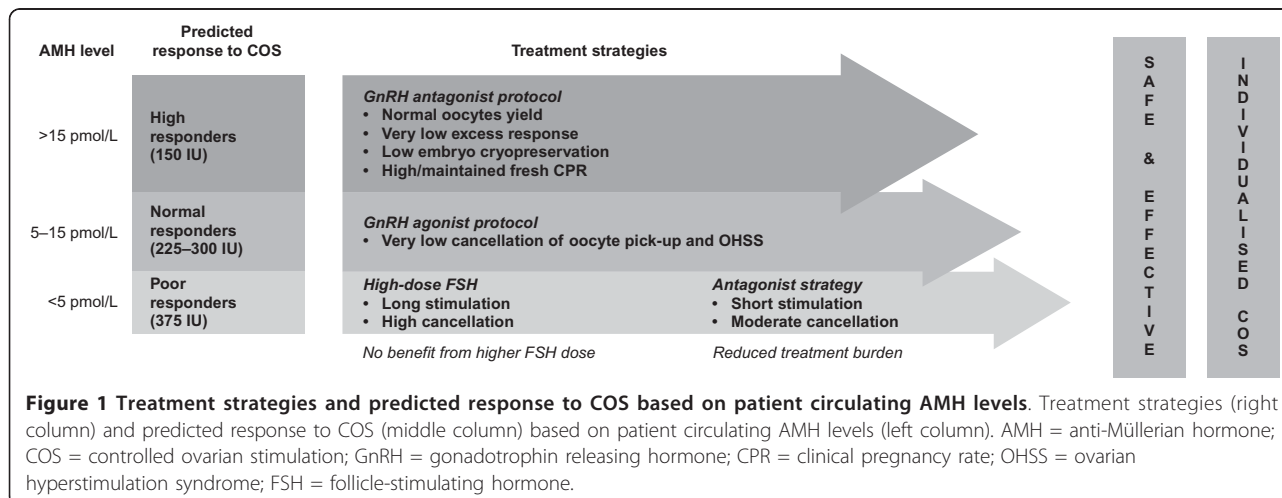 AMH level
Predicted
response to COS
Treatment strategies
>15 pmol/L
High
responders
(150 IU)
GnRH antagonist protocol
• Normal oocytes yield
• Very low excess response
• Low embryo cryopreservation
• High/maintained fresh CPR
5–15 pmol/L
Normal
responders
(225–300 IU)
GnRH agonist protocol
• Very low cancellation of oocyte pick-up and OHSS
<5 pmol/L
Poor
responders
(375 IU)
High-dose FSH
• Long stimulation
• High cancellation
No benefit from higher FSH dose
Antagonist strategy
• Short stimulation
• Moderate cancellation
Reduced treatment burden
SAFE & EFFECTIVE
INDIVIDUALISED COS
Figure 1 Treatment strategies and predicted response to COS based on patient circulating AMH levels. Treatment strategies (right
column) and predicted response to COS (middle column) based on patient circulating AMH levels (left column). AMH = anti-Müllerian hormone;
COS = controlled ovarian stimulation; GnRH = gonadotrophin releasing hormone; CPR = clinical pregnancy rate; OHSS = ovarian
hyperstimulation syndrome; FSH = follicle-stimulating hormone.